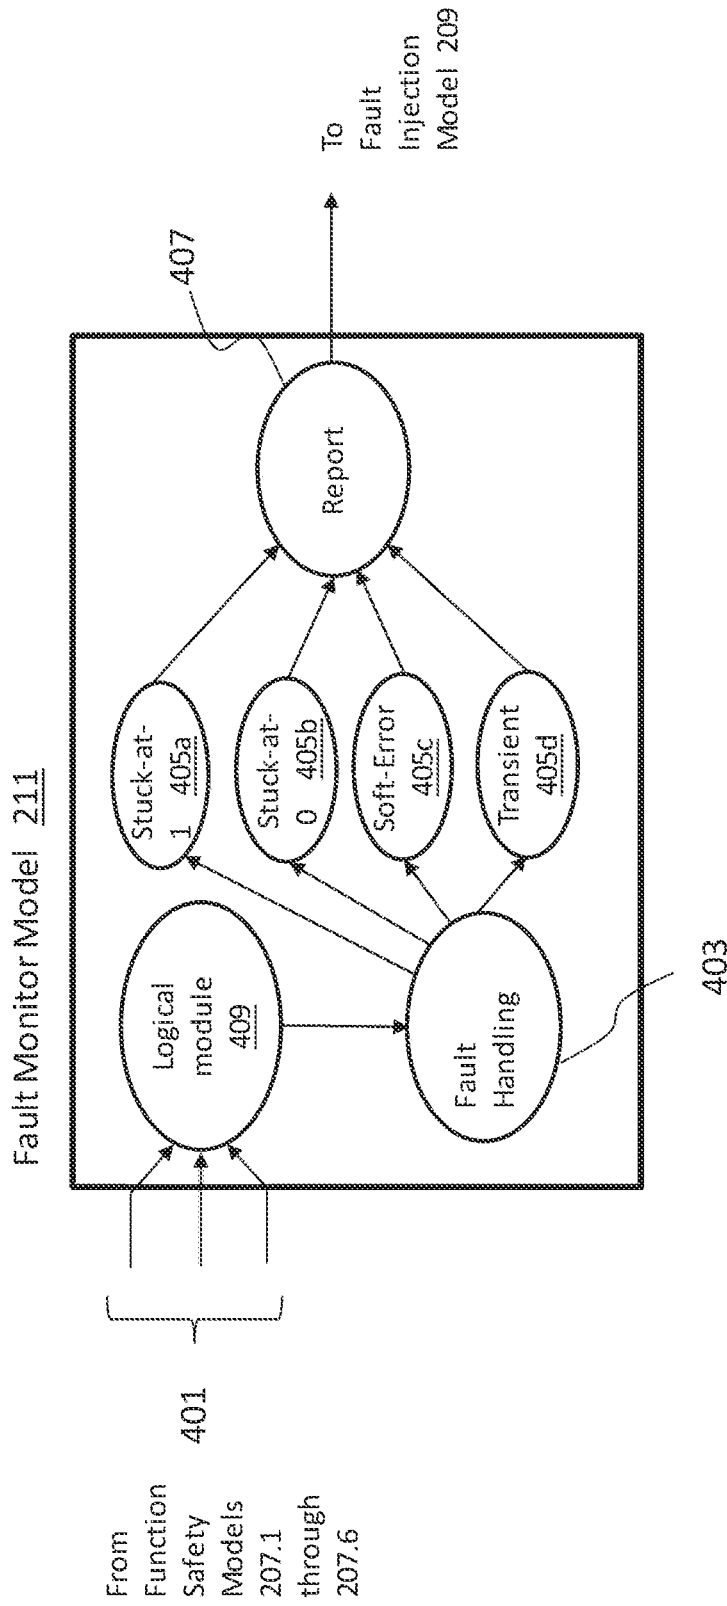 Fault Monitor Model 211
From
Function
Safety
Models
207.1
through
207.6
401
Logical
module
409
Fault
Handling
403
Stuck-at-
1 405a
Stuck-at-
0 405b
Soft-Error
405c
Transient
405d
Report
407
To
Fault
Injection
Model 209